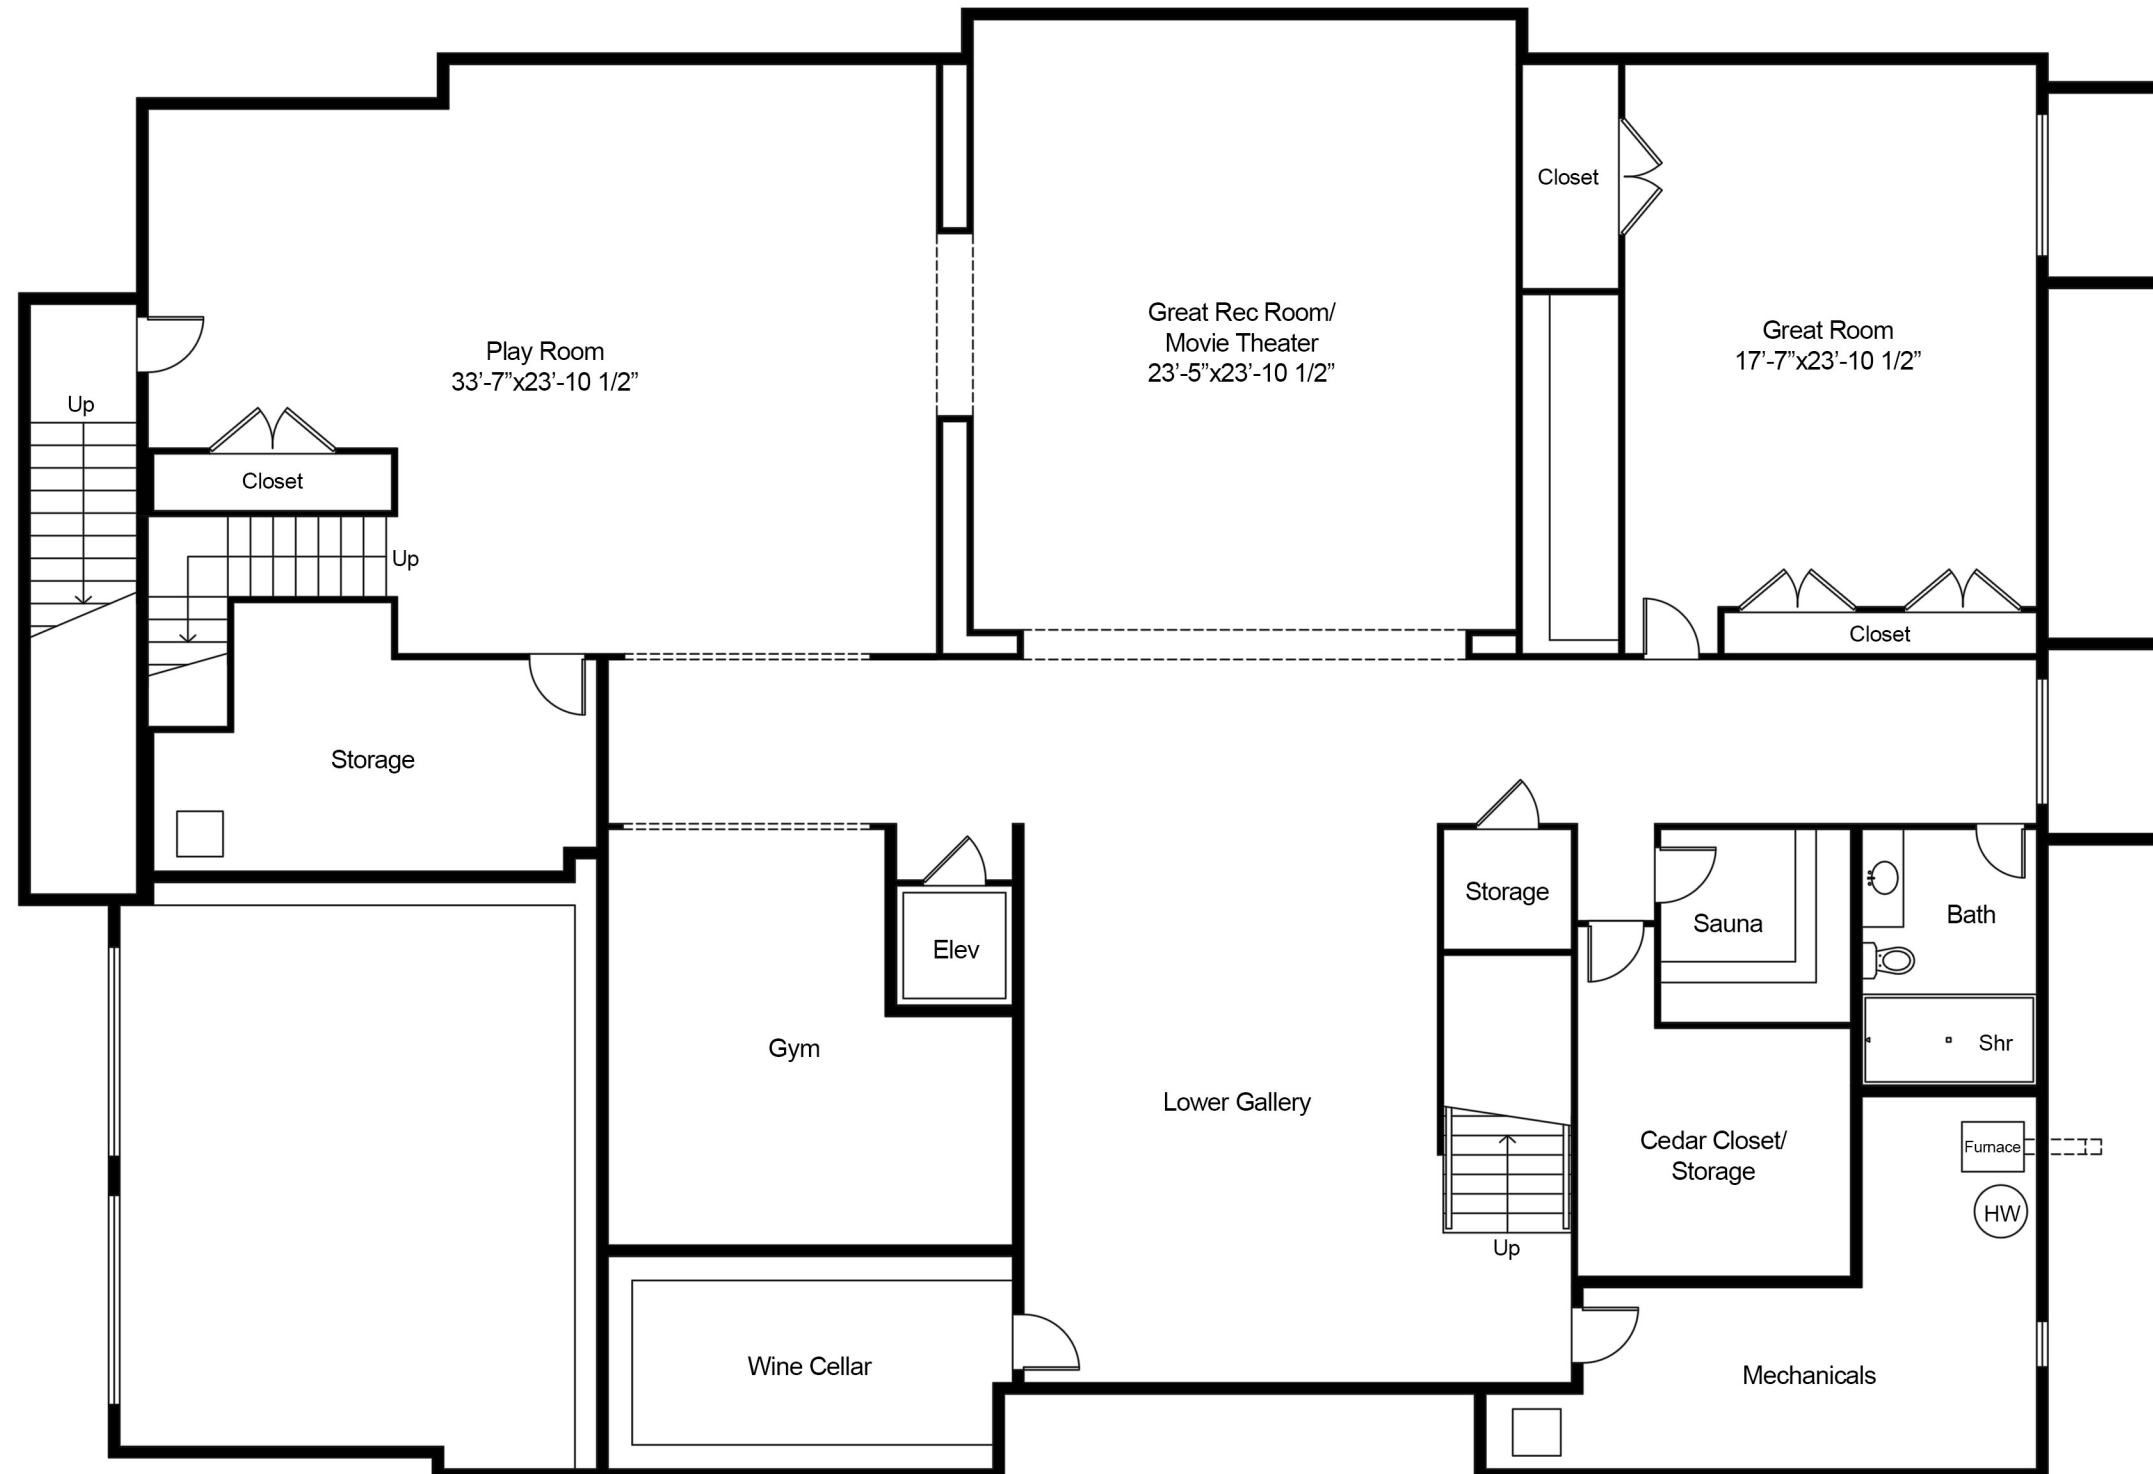 Closet
Great Rec Room/
Movie Theater
23’-5”x23’-10 1/2”
Great Room
17’-7”x23’-10 1/2”
Play Room
33’-7”x23’-10 1/2”
Up
Closet
Up
Closet
Storage
Storage
Sauna
Bath
Elev
Gym
Shr
Lower Gallery
Cedar Closet/
Storage
Furnace
HW
Up
Wine Cellar
Mechanicals